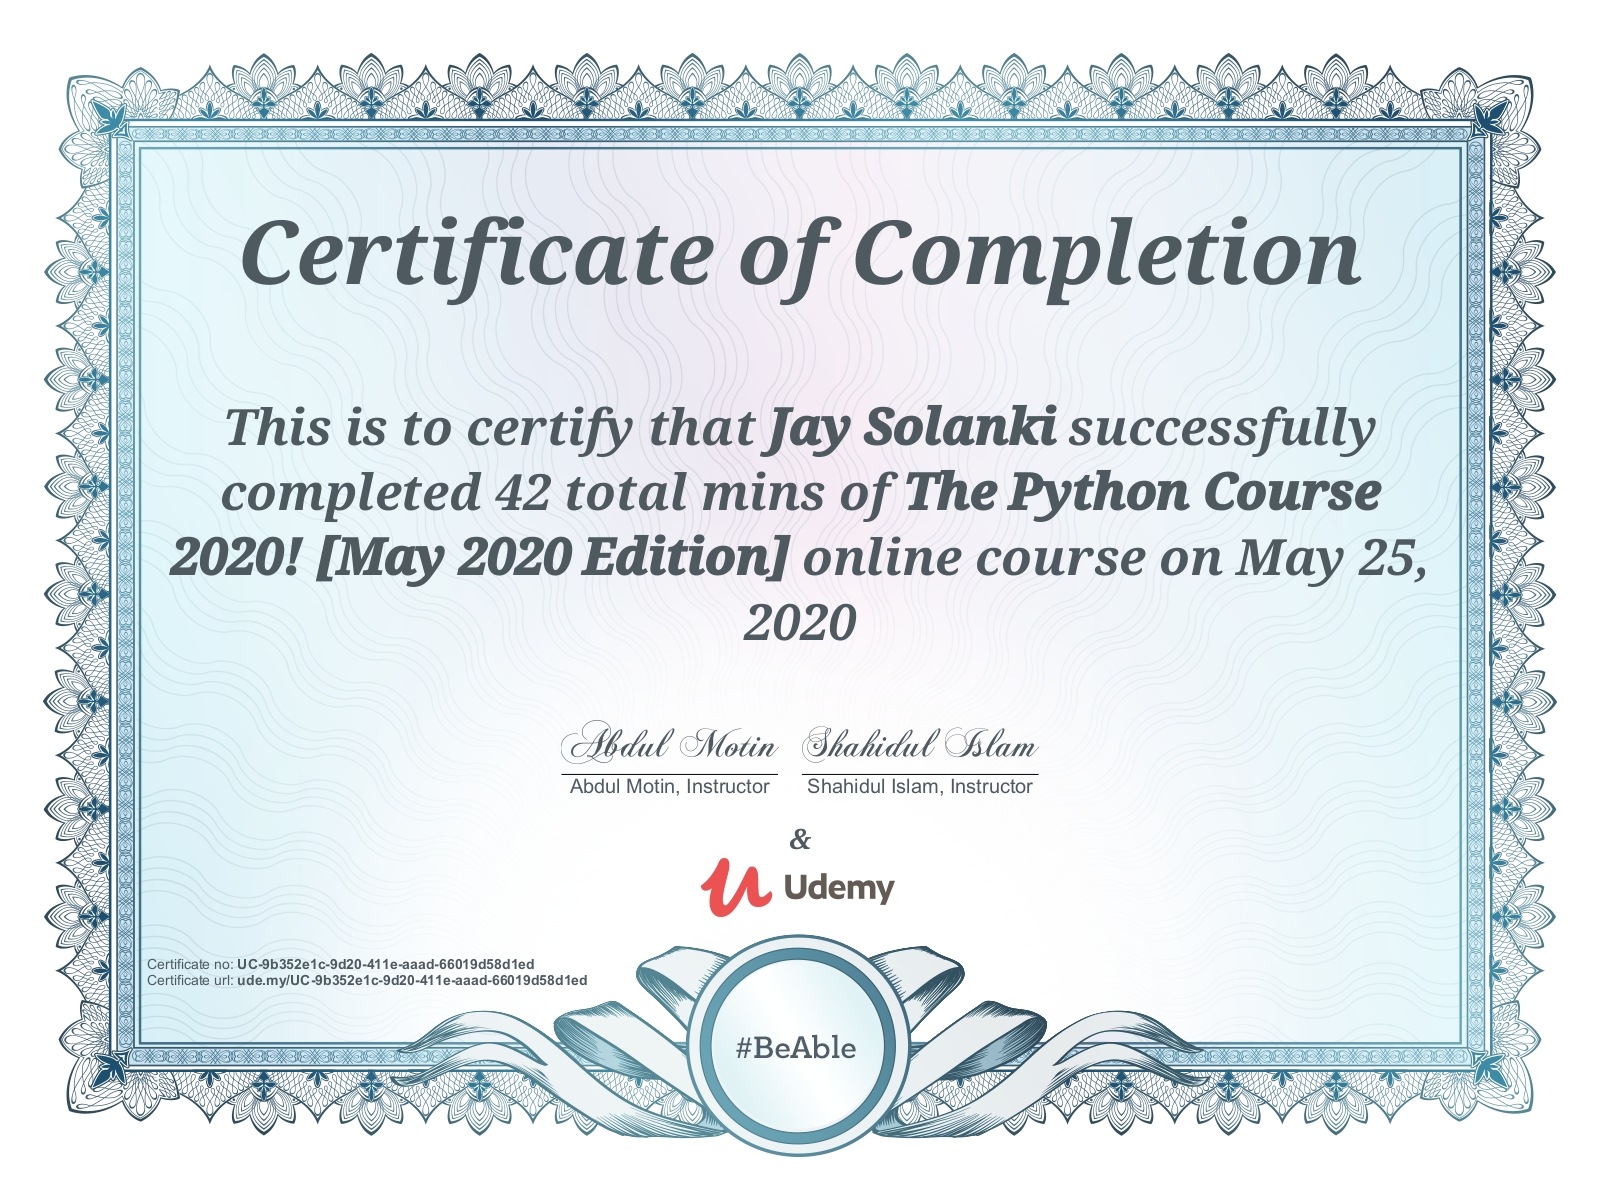 Certificate of Completion
This is to certify that Jay Solanki successfully
completed 42 total mins of The Python Course
2020! [May 2020 Edition] online course on May 25,
2020
Abdul Motin Shahidul Islam
Abdul Motin, Instructor Shahidul Islam, Instructor
&
Udemy
Certificate no: UC-9b352e1c-9d20-411e-aaad-66019d58d1ed
Certificate url: ude.my/UC-9b352e1c-9d20-411e-aaad-66019d58d1ed
#BeAble